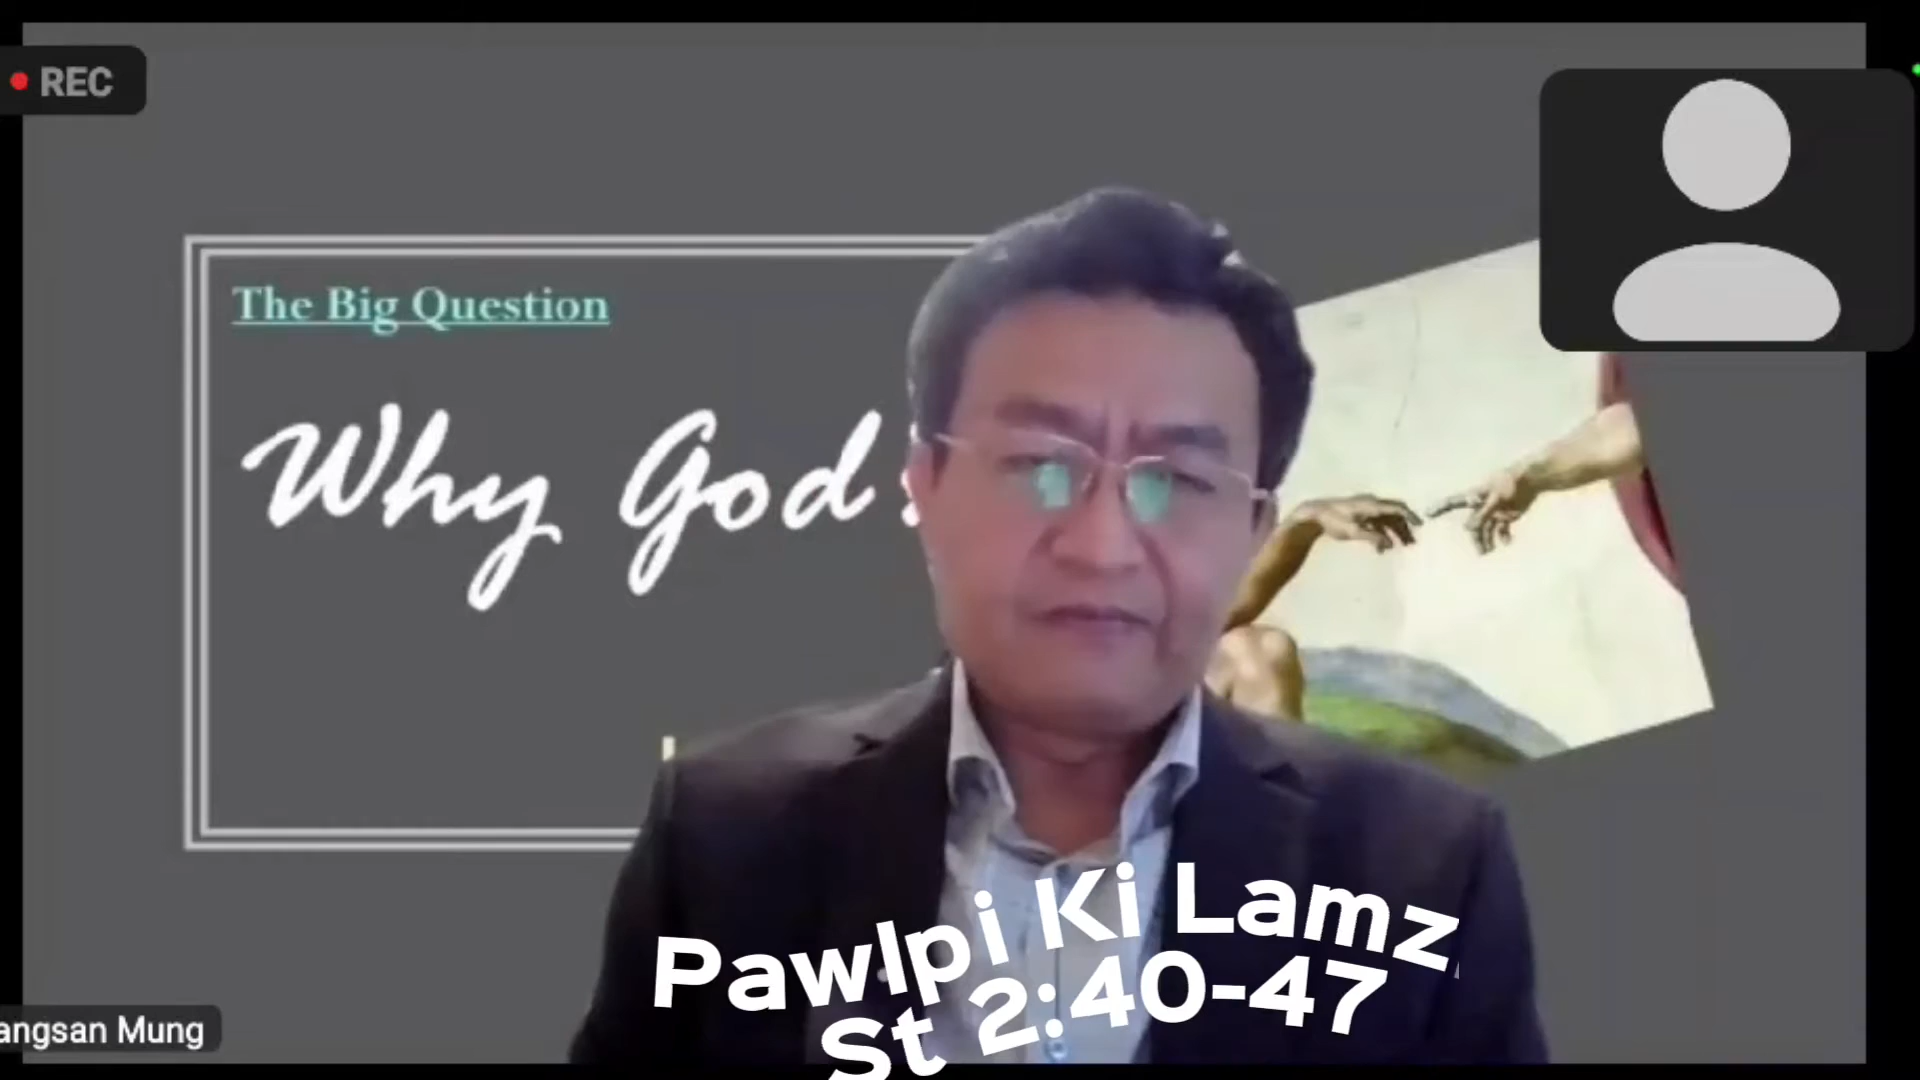 REC
The Big Question
Why God?
Pawlpi Ki Lamz
St 2:40-47
angsan Mung